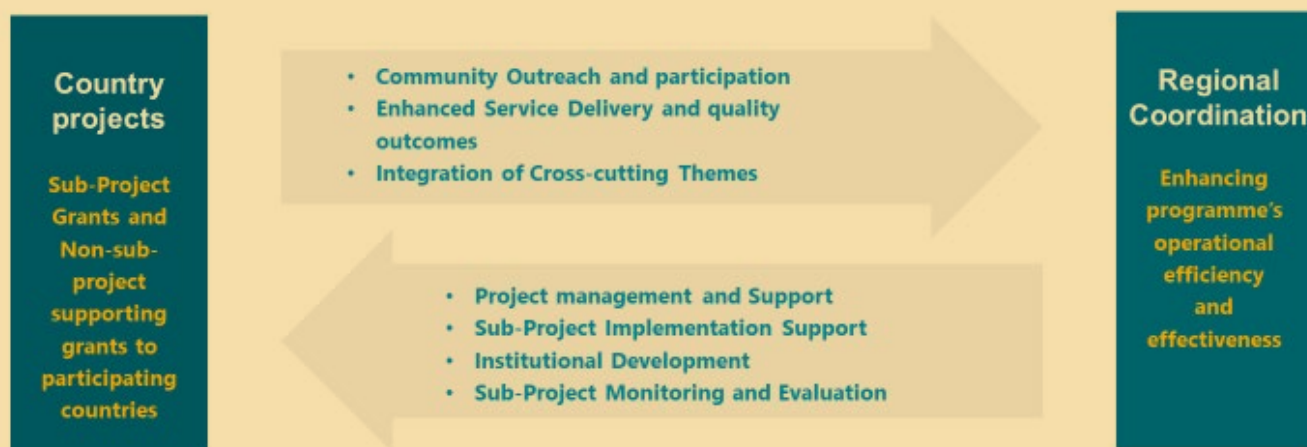 Country
projects
Sub-Project
Grants and
Non-sub-
project
supporting
grants to
participating
countries
• Community Outreach and participation
• Enhanced Service Delivery and quality
outcomes
• Integration of Cross-cutting Themes
• Project management and Support
• Sub-Project Implementation Support
• Institutional Development
• Sub-Project Monitoring and Evaluation
Regional
Coordination
Enhancing
programme's
operational
efficiency
and
effectiveness